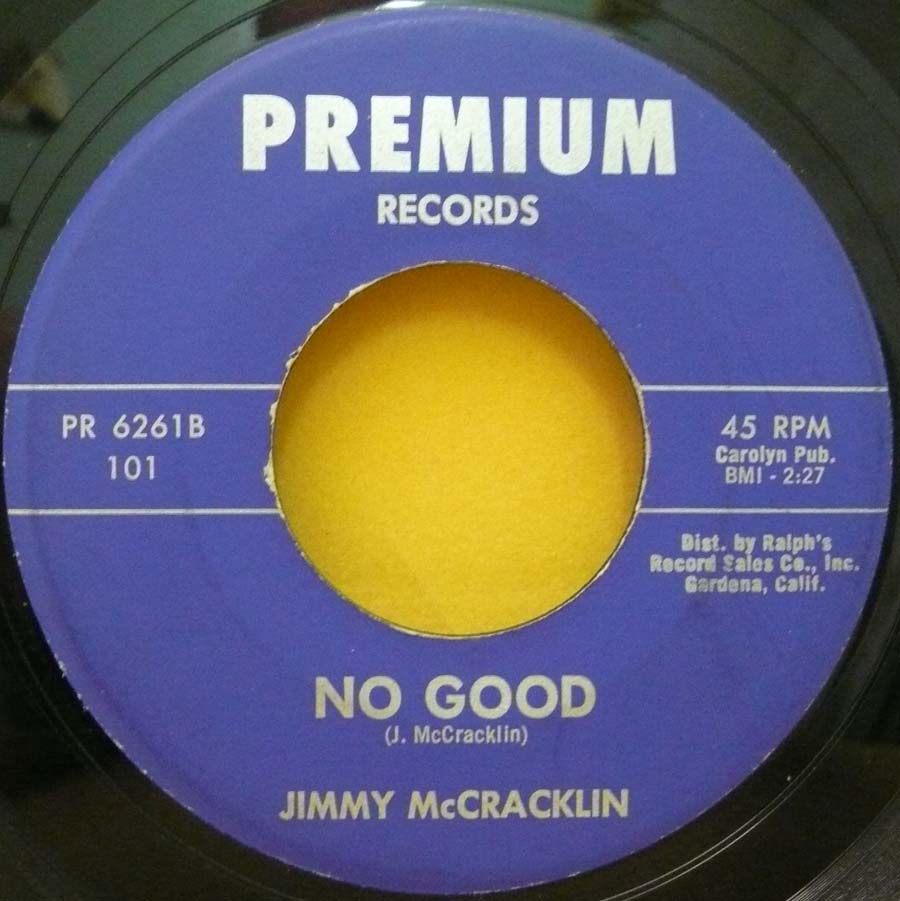 PREMIUM
RECORDS
PR 6261B
101
45 RPM
Carolyn Pub.
BMI - 2:27
Dist. by Ralph's
Record Sales Co., Inc.
Gardena, Calif.
NO GOOD
(J. McCracklin)
JIMMY McCRACKLIN